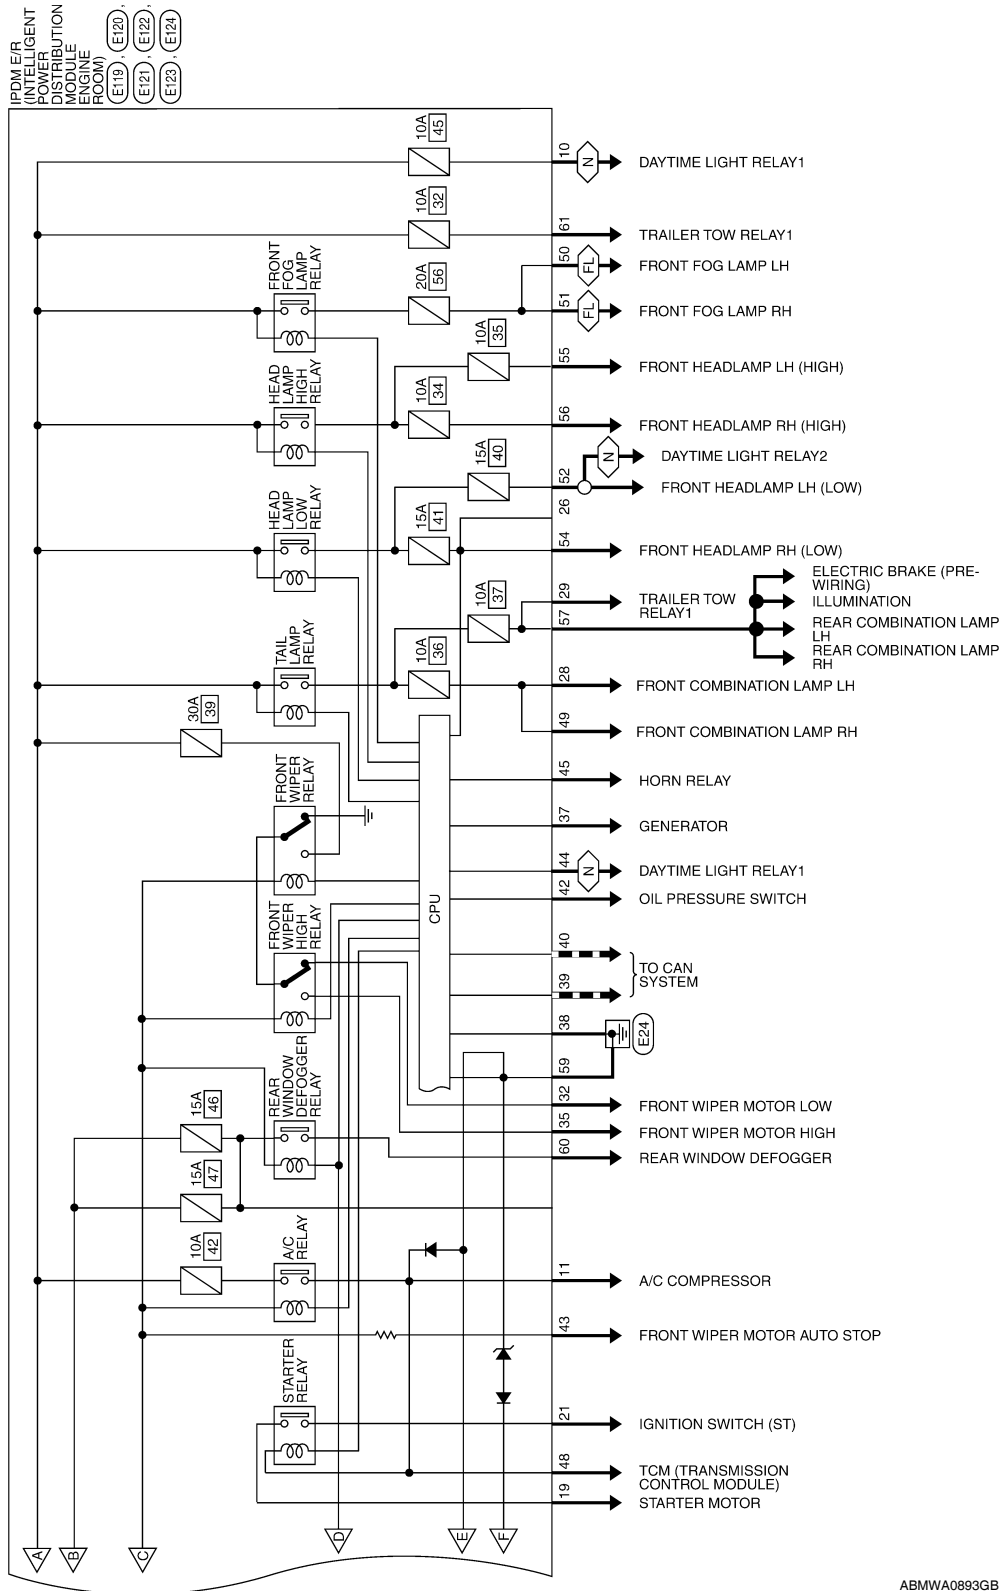 IPDM E/R
(INTELLIGENT
POWER
DISTRIBUTION
MODULE
ENGINE
ROOM)
E119 , E120 ,
E121 , E122 ,
E123 , E124
10A
45
10
N
DAYTIME LIGHT RELAY1
10A
32
61
TRAILER TOW RELAY1
FRONT
FOG
LAMP
RELAY
20A
56
50
FL
FRONT FOG LAMP LH
51
FL
FRONT FOG LAMP RH
HEAD
LAMP
HIGH
RELAY
10A
35
55
FRONT HEADLAMP LH (HIGH)
10A
34
56
FRONT HEADLAMP RH (HIGH)
N
DAYTIME LIGHT RELAY2
15A
40
52
FRONT HEADLAMP LH (LOW)
HEAD
LAMP
LOW
RELAY
15A
41
26
54
FRONT HEADLAMP RH (LOW)
10A
37
29
TRAILER TOW
RELAY1
57
ELECTRIC BRAKE (PRE-
WIRING)
ILLUMINATION
REAR COMBINATION LAMP
LH
REAR COMBINATION LAMP
RH
TAIL
LAMP
RELAY
10A
36
28
FRONT COMBINATION LAMP LH
49
FRONT COMBINATION LAMP RH
30A
39
FRONT
WIPER
RELAY
CPU
45
HORN RELAY
37
GENERATOR
44
N
DAYTIME LIGHT RELAY1
42
OIL PRESSURE SWITCH
FRONT
WIPER
HIGH
RELAY
40
39
TO CAN
SYSTEM
38
E24
59
32
FRONT WIPER MOTOR LOW
35
FRONT WIPER MOTOR HIGH
60
REAR WINDOW DEFOGGER
REAR
WINDOW
DEFOGGER
RELAY
15A
46
15A
47
10A
42
A/C
RELAY
11
A/C COMPRESSOR
43
FRONT WIPER MOTOR AUTO STOP
STARTER
RELAY
21
IGNITION SWITCH (ST)
48
TCM (TRANSMISSION
CONTROL MODULE)
19
STARTER MOTOR
A
B
C
D
E
F
ABMWA0893GB